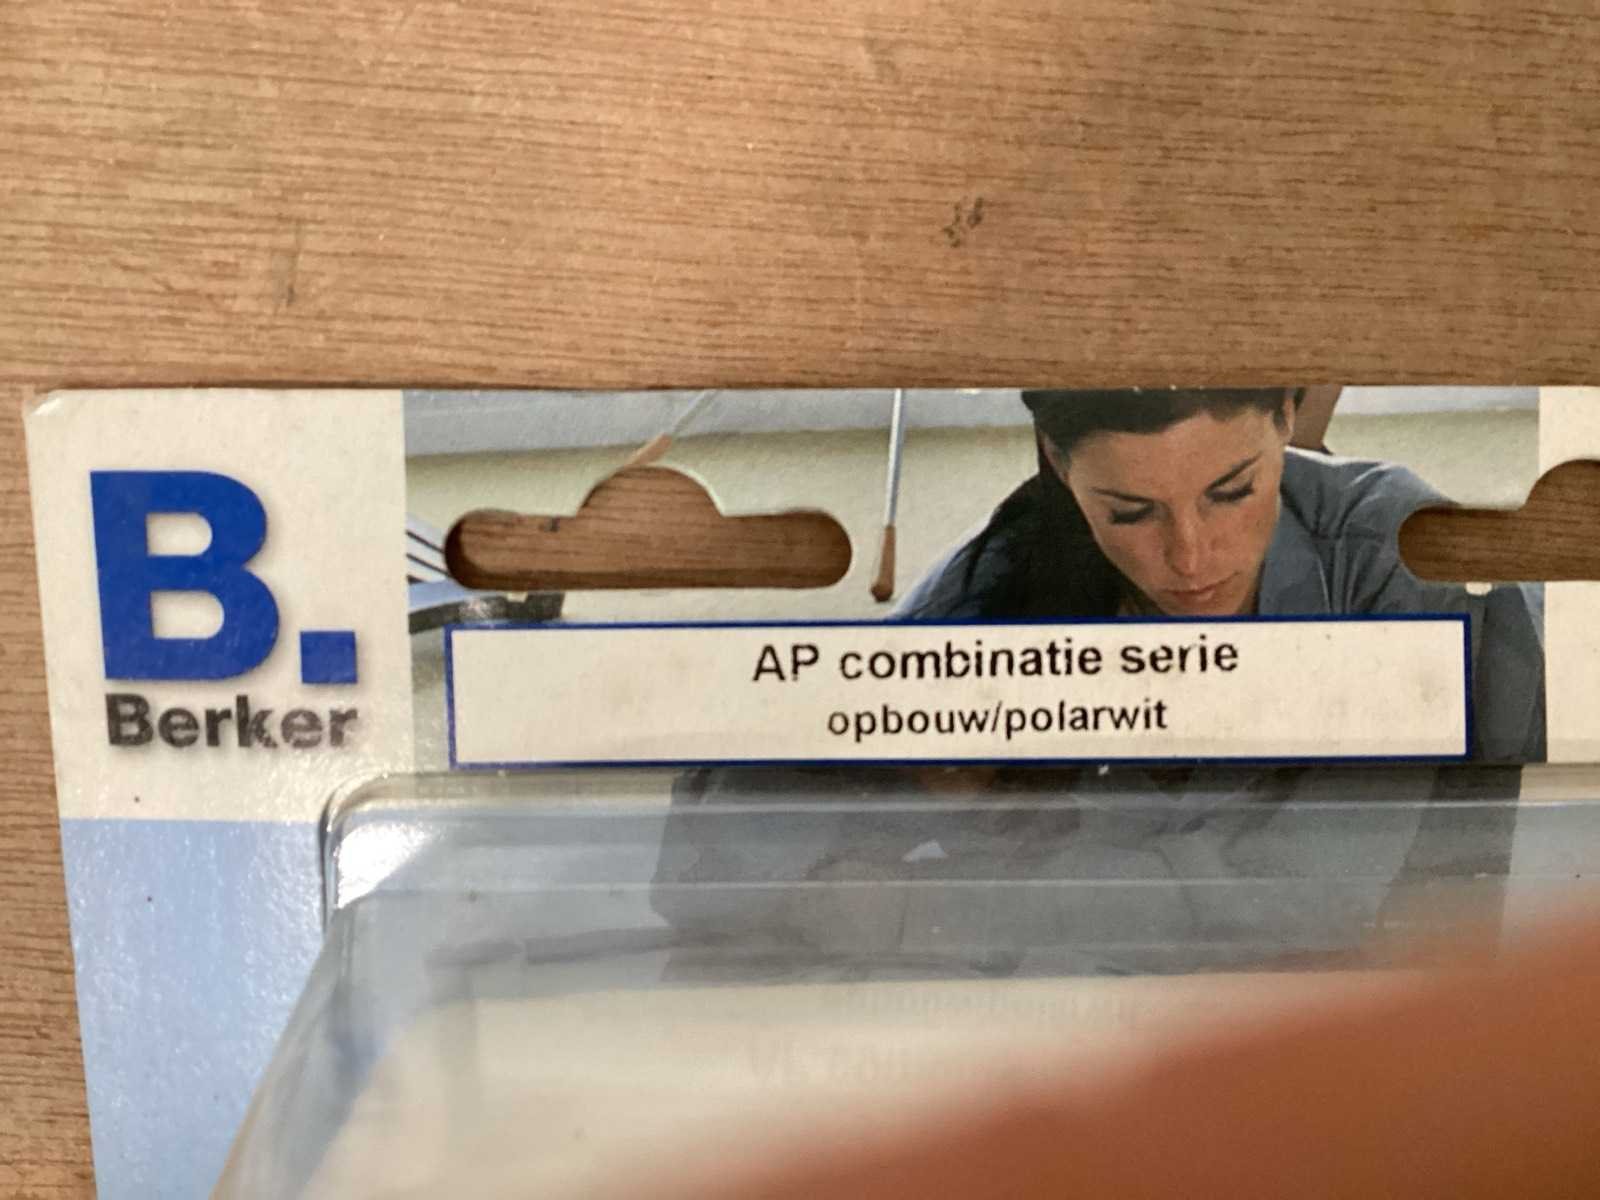 B.
Berker
AP combinatie serie
opbouw/polarwit